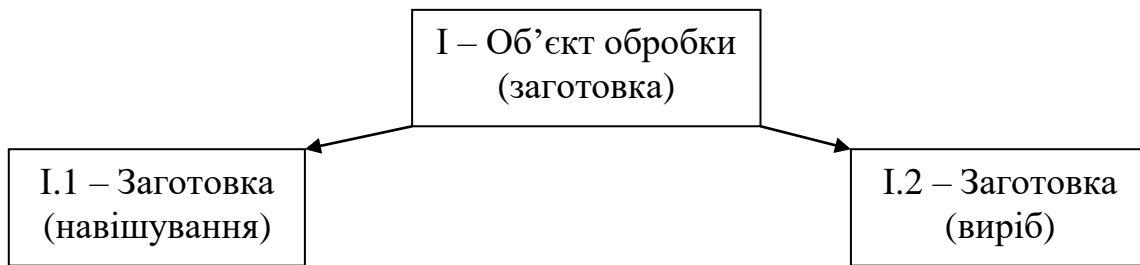 І – Об’єкт обробки
(заготовка)
І.1 – Заготовка
(навішування)
І.2 – Заготовка
(виріб)